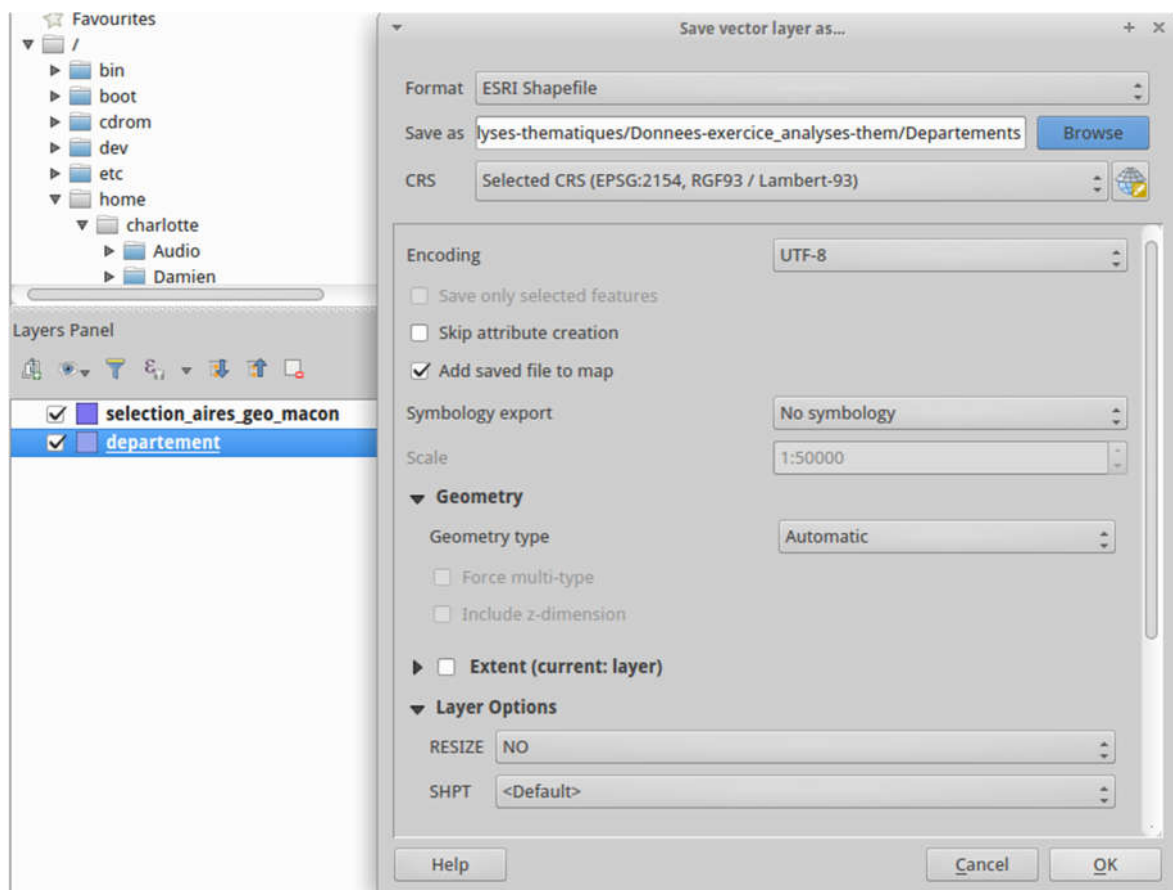 Favourites
/
bin
boot
cdrom
dev
etc
home
charlotte
Audio
Damien
Layers Panel
selection_aires_geo_macon
departement
Save vector layer as...
Format ESRI Shapefile
Save as lyses-thematiques/Donnees-exercice_analyses-them/Departements Browse
CRS Selected CRS (EPSG:2154, RGF93 / Lambert-93)
Encoding UTF-8
Save only selected features
Skip attribute creation
Add saved file to map
Symbology export No symbology
Scale 1:50000
Geometry
Geometry type Automatic
Force multi-type
Include z-dimension
Extent (current: layer)
Layer Options
RESIZE NO
SHPT <Default>
Help Cancel OK